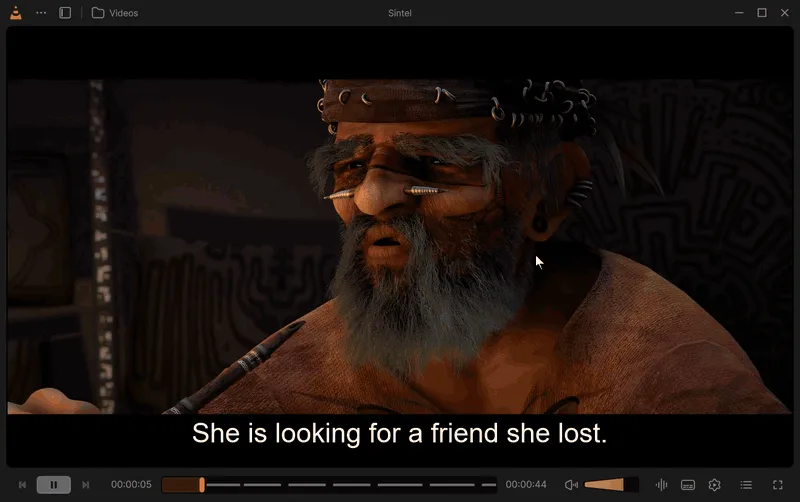 Videos
Sintel
She is looking for a friend she lost.
00:00:05
00:00:44